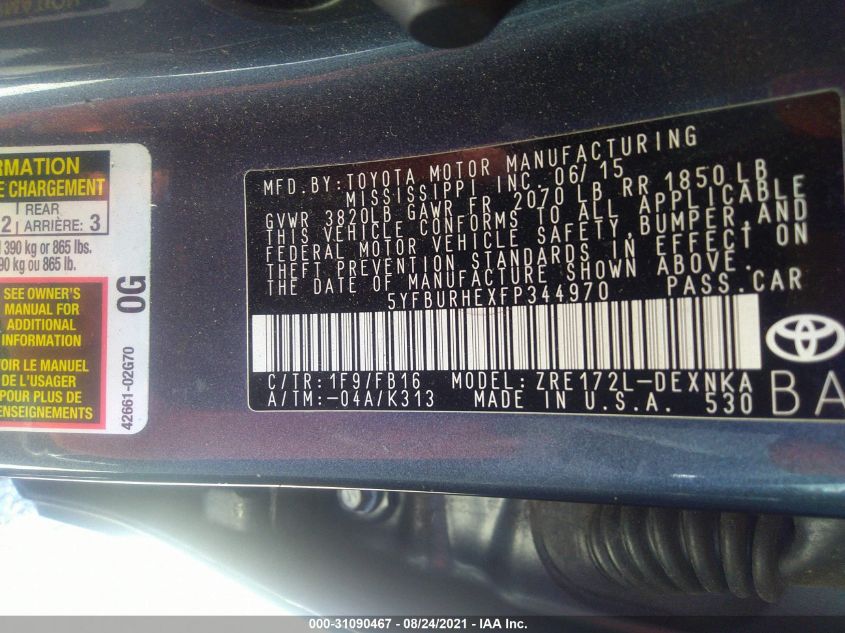 RMATION
E CHARGEMENT
2 | REAR ARRIÈRE: 3
390 kg or 865 lbs.
90 kg ou 865 lb.
SEE OWNER'S
MANUAL FOR
ADDITIONAL
INFORMATION
VOIR LE MANUEL
DE L'USAGER
POUR PLUS DE
RENSEIGNEMENTS
42661-02G70
0G
MFD.BY:TOYOTA MOTOR MANUFACTURING
MISSISSIPPI INC. 06/15
GVWR 3820LB GAWR FR 2070 LB RR 1850 LB
THIS VEHICLE CONFORMS TO ALL APPLICABLE
FEDERAL MOTOR VEHICLE SAFETY,BUMPER,AND
THEFT PREVENTION STANDARDS IN EFFECT ON
THE DATE OF MANUFACTURE SHOWN ABOVE.
5YFBURHEXFP344970 PASS.CAR
C/TR:1F9/FB16 MODEL:ZRE172L-DEXNKA
A/TM:-04A/K313 MADE IN U.S.A. 530
BA
000-31090467 - 08/24/2021 - IAA Inc.